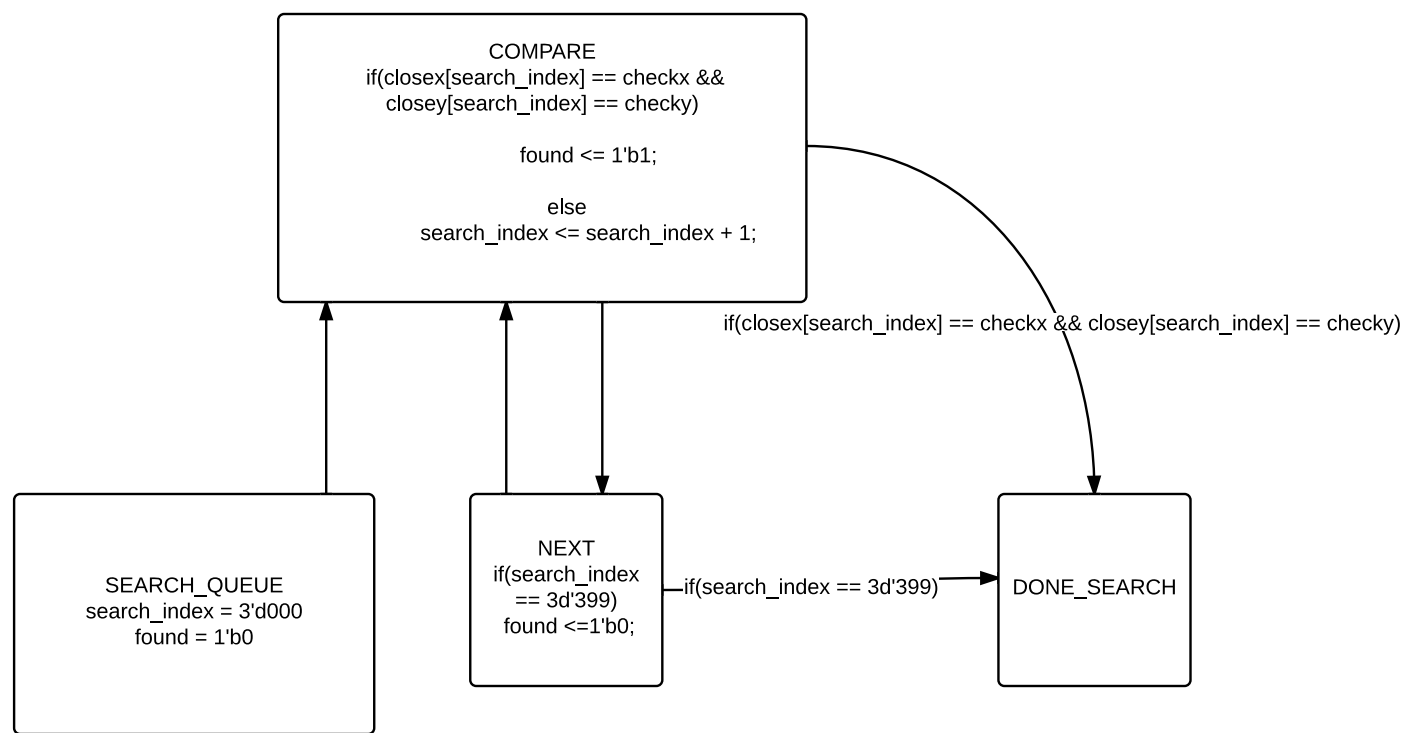 COMPARE
if(closex[search_index] == checkx &&
closey[search_index] == checky)
found <= 1'b1;
else
search_index <= search_index + 1;
if(closex[search_index] == checkx && closey[search_index] == checky)
SEARCH_QUEUE
search_index = 3'd000
found = 1'b0
NEXT
if(search_index
== 3d'399)
found <=1'b0;
if(search_index == 3d'399)
DONE_SEARCH